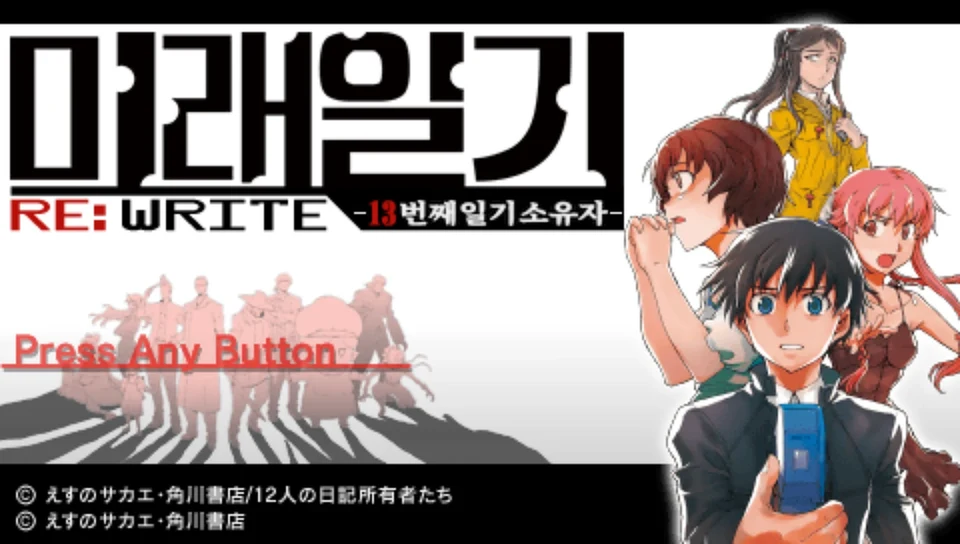 미래일기
RE:WRITE
-13번째일기소유자-
Press Any Button
© えすのサカエ・角川書店/12人の日記所有者たち
© えすのサカエ・角川書店